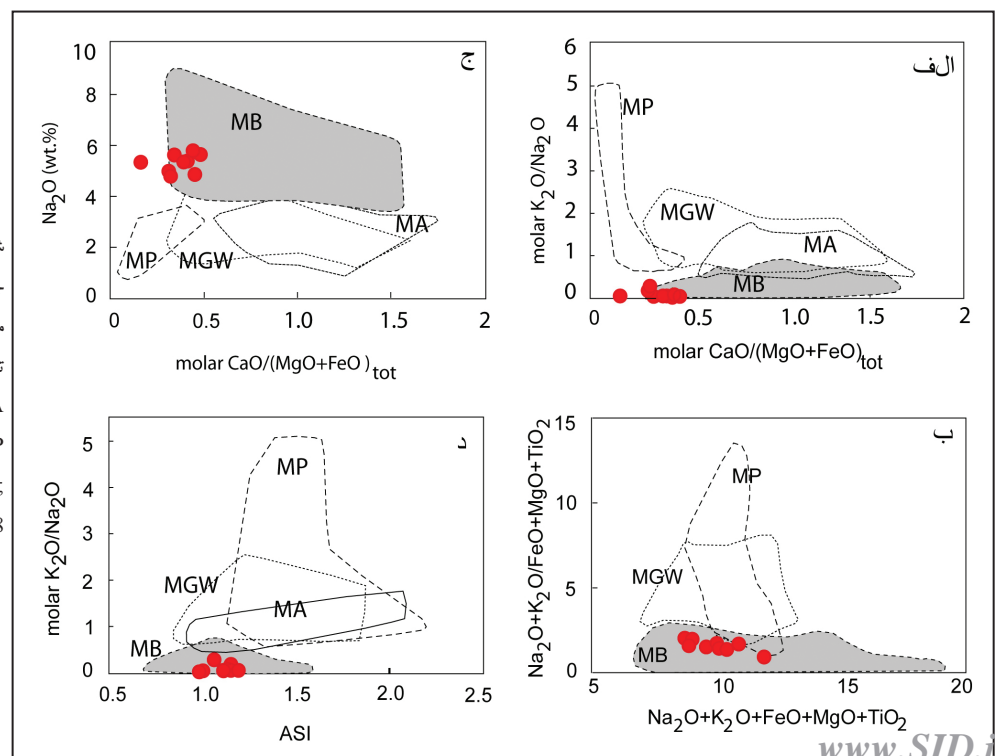 ج
10
8
6
4
2
0
Na2O (wt.%)
MB
MP
MGW
MA
0 0.5 1.0 1.5 2
molar CaO/(MgO+FeO)tot
الف
6
5
4
3
2
1
0
molar K2O/Na2O
MP
MGW
MA
MB
0 0.5 1.0 1.5 2
molar CaO/(MgO+FeO)tot
5
4
3
2
1
0
molar K2O/Na2O
MP
MGW
MA
MB
0.5 1.0 1.5 2.0 2.5
ASI
15
10
5
0
Na2O+K2O/FeO+MgO+TiO2
MP
MGW
MB
5 10 15 20
Na2O+K2O+FeO+MgO+TiO2